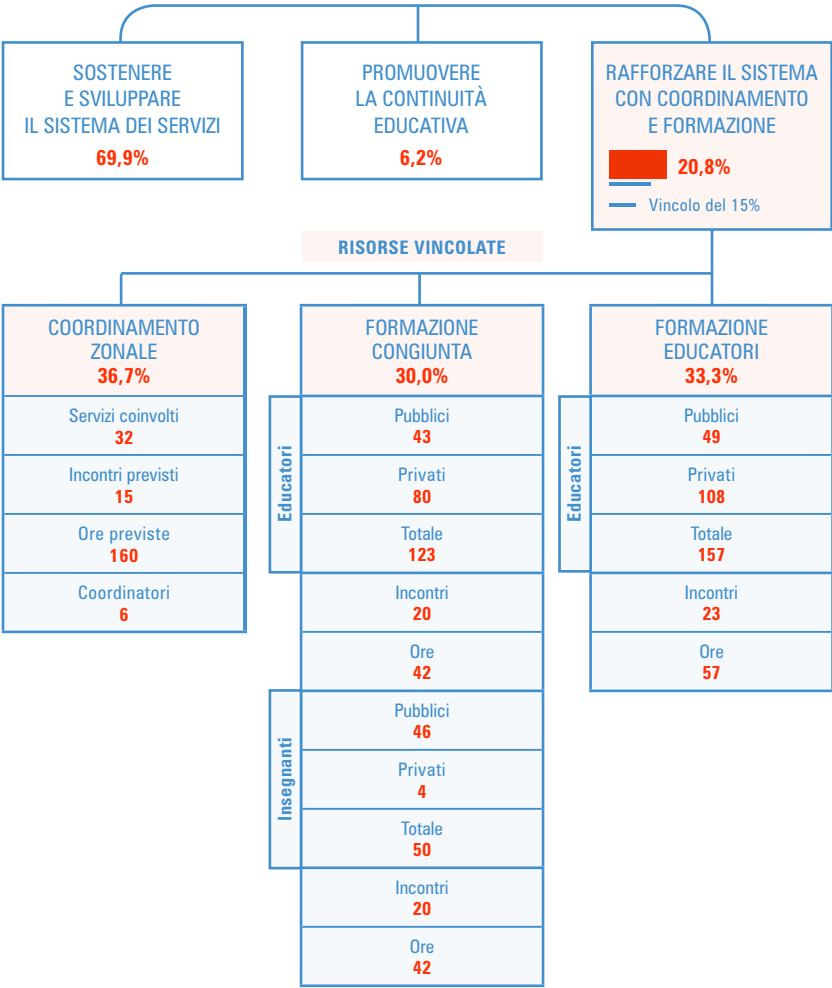 SOSTENERE
E SVILUPPARE
IL SISTEMA DEI SERVIZI
69,9%
PROMUOVERE
LA CONTINUITÀ
EDUCATIVA
6,2%
RAFFORZARE IL SISTEMA
CON COORDINAMENTO
E FORMAZIONE
20,8%
Vincolo del 15%
RISORSE VINCOLATE
COORDINAMENTO
ZONALE
36,7%
Servizi coinvolti
32
Incontri previsti
15
Ore previste
160
Coordinatori
6
FORMAZIONE
CONGIUNTA
30,0%
Educatori
Pubblici
43
Privati
80
Totale
123
Incontri
20
Ore
42
Insegnanti
Pubblici
46
Privati
4
Totale
50
Incontri
20
Ore
42
FORMAZIONE
EDUCATORI
33,3%
Educatori
Pubblici
49
Privati
108
Totale
157
Incontri
23
Ore
57